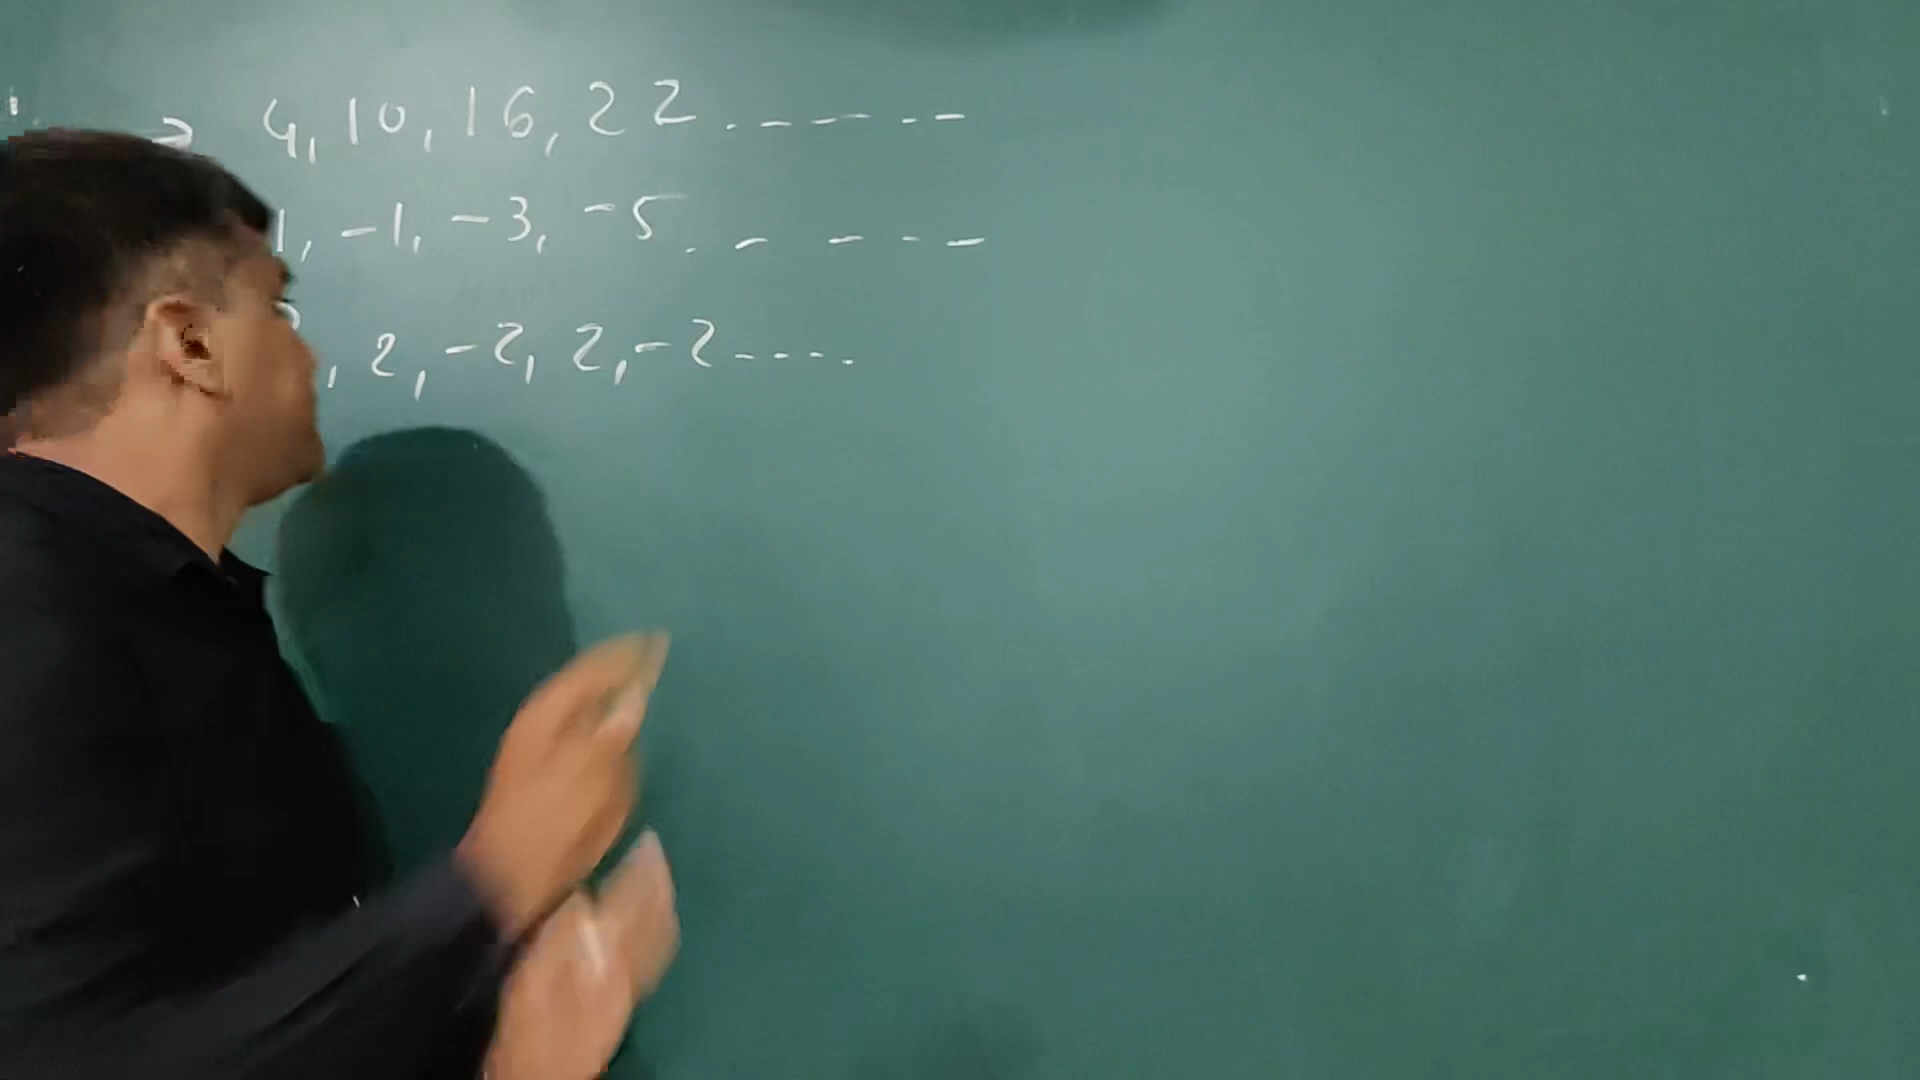 → 4, 10, 16, 22 . - - - - - -
1, -1, -3, -5 . - - - -
, 2, -2, 2, -2 - - - -